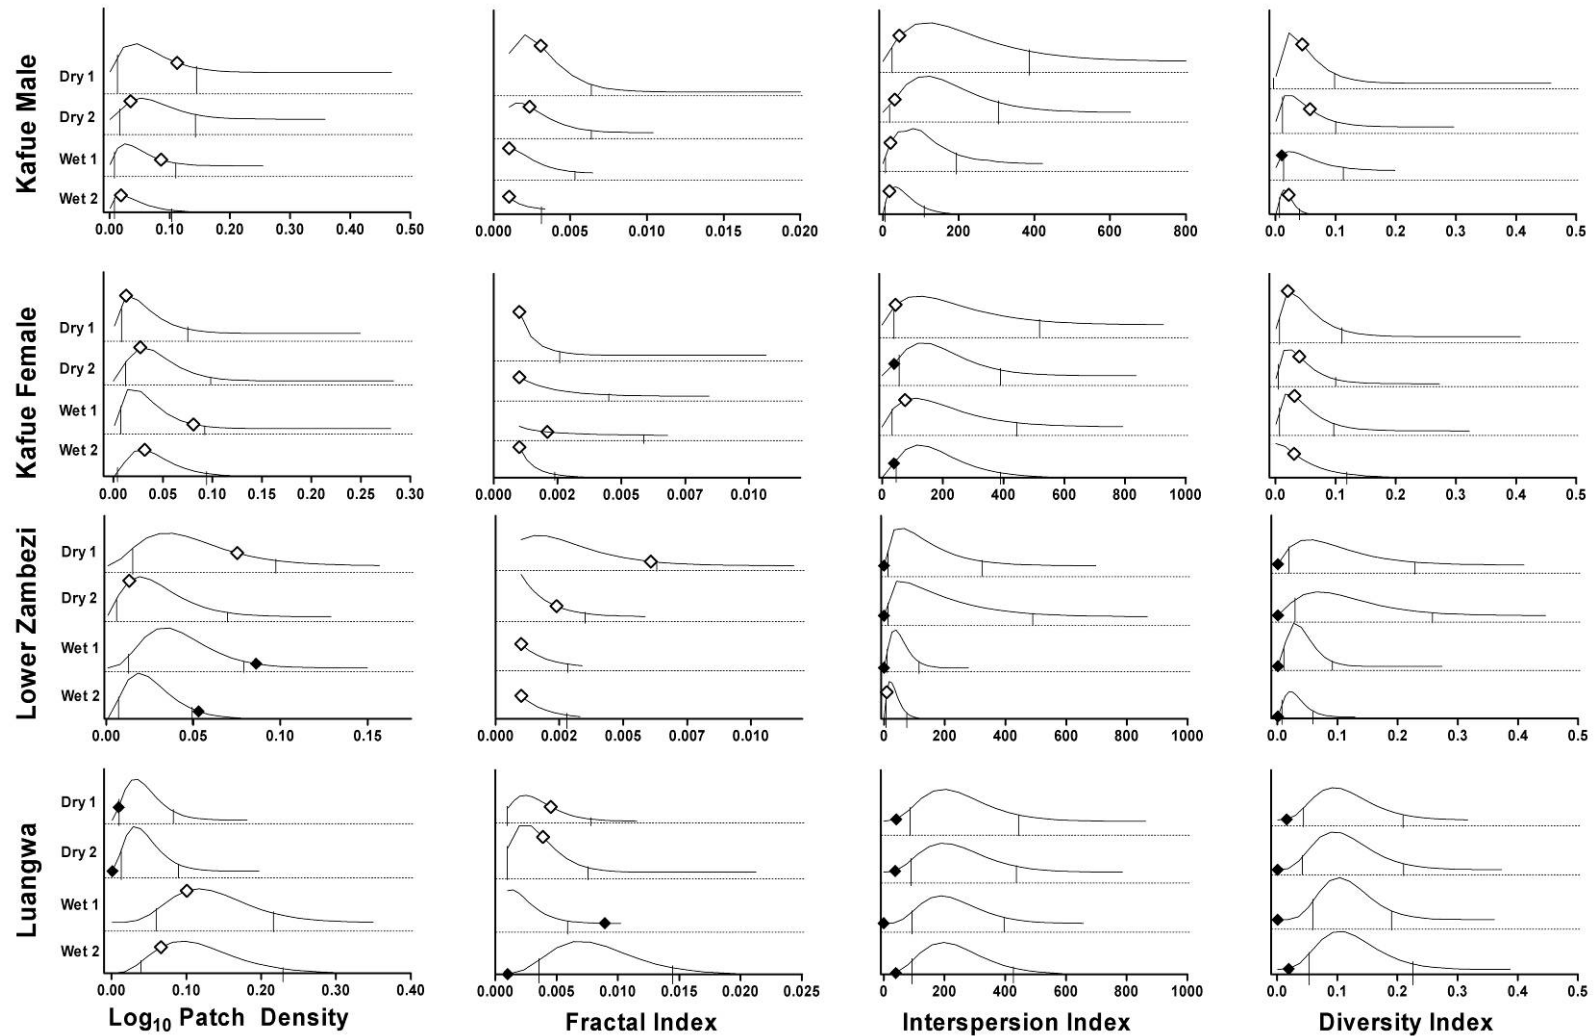 Kafue Male
Dry 1
Dry 2
Wet 1
Wet 2
0.00 0.10 0.20 0.30 0.40 0.50
0.000 0.005 0.010 0.015 0.020
0 200 400 600 800
0.0 0.1 0.2 0.3 0.4 0.5
Kafue Female
Dry 1
Dry 2
Wet 1
Wet 2
0.00 0.05 0.10 0.15 0.20 0.25 0.30
0.000 0.002 0.005 0.007 0.010
0 200 400 600 800 1000
0.0 0.1 0.2 0.3 0.4 0.5
Lower Zambezi
Dry 1
Dry 2
Wet 1
Wet 2
0.00 0.05 0.10 0.15
0.000 0.002 0.005 0.007 0.010
0 200 400 600 800 1000
0.0 0.1 0.2 0.3 0.4 0.5
Luangwa
Dry 1
Dry 2
Wet 1
Wet 2
0.00 0.10 0.20 0.30 0.40
0.000 0.005 0.010 0.015 0.020 0.025
0 200 400 600 800 1000
0.0 0.1 0.2 0.3 0.4 0.5
Log10 Patch Density
Fractal Index
Interspersion Index
Diversity Index